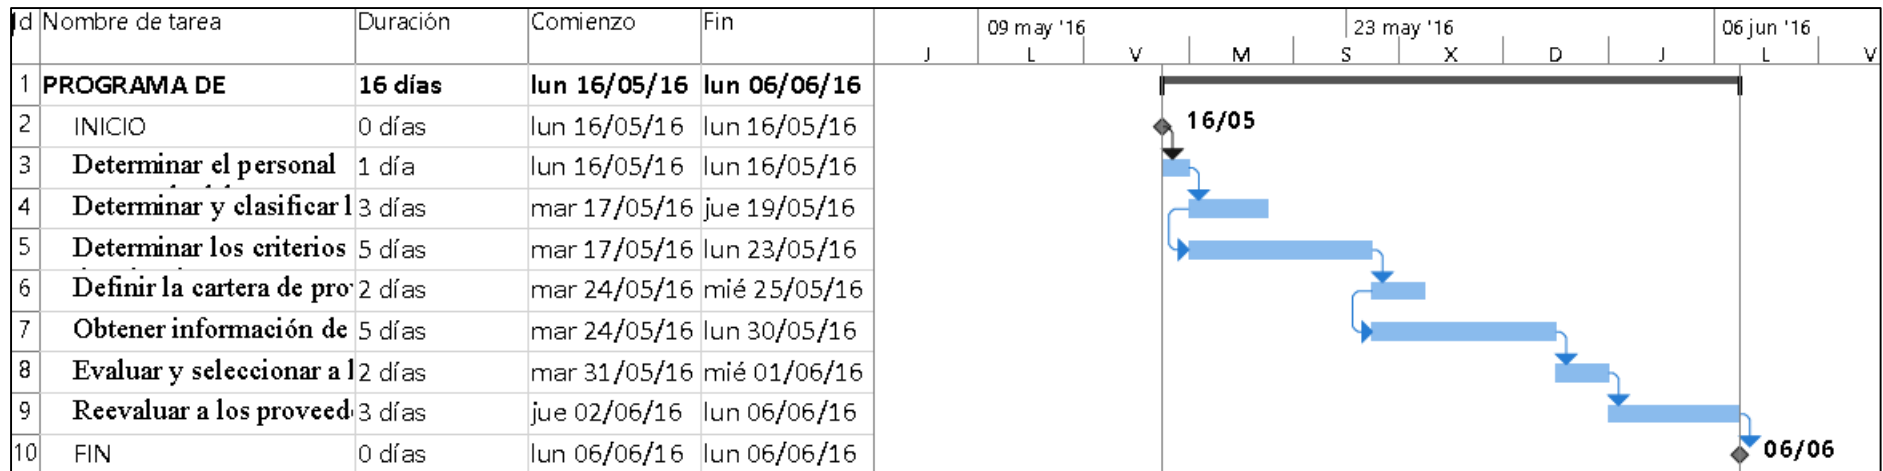 Id Nombre de tarea Duración Comienzo Fin 09 may '16 23 may '16 06 jun '16
J L V M S X D J L V
1 PROGRAMA DE 16 días lun 16/05/16 lun 06/06/16
2 INICIO 0 días lun 16/05/16 lun 16/05/16 16/05
3 Determinar el personal 1 día lun 16/05/16 lun 16/05/16
4 Determinar y clasificar l 3 días mar 17/05/16 jue 19/05/16
5 Determinar los criterios 5 días mar 17/05/16 lun 23/05/16
6 Definir la cartera de pro 2 días mar 24/05/16 mié 25/05/16
7 Obtener información de 5 días mar 24/05/16 lun 30/05/16
8 Evaluar y seleccionar a l 2 días mar 31/05/16 mié 01/06/16
9 Reevaluar a los proveed 3 días jue 02/06/16 lun 06/06/16
10 FIN 0 días lun 06/06/16 lun 06/06/16 06/06